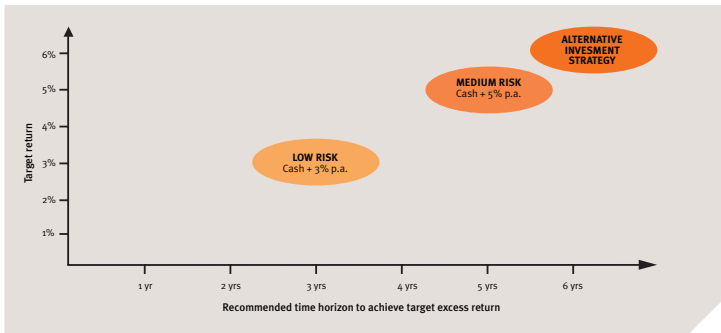 ALTERNATIVE
INVESMENT
STRATEGY
6%
MEDIUM RISK
Cash + 5% p.a.
5%
4%
LOW RISK
Cash + 3% p.a.
3%
2%
1%
Target return
1 yr
2 yrs
3 yrs
4 yrs
5 yrs
6 yrs
Recommended time horizon to achieve target excess return